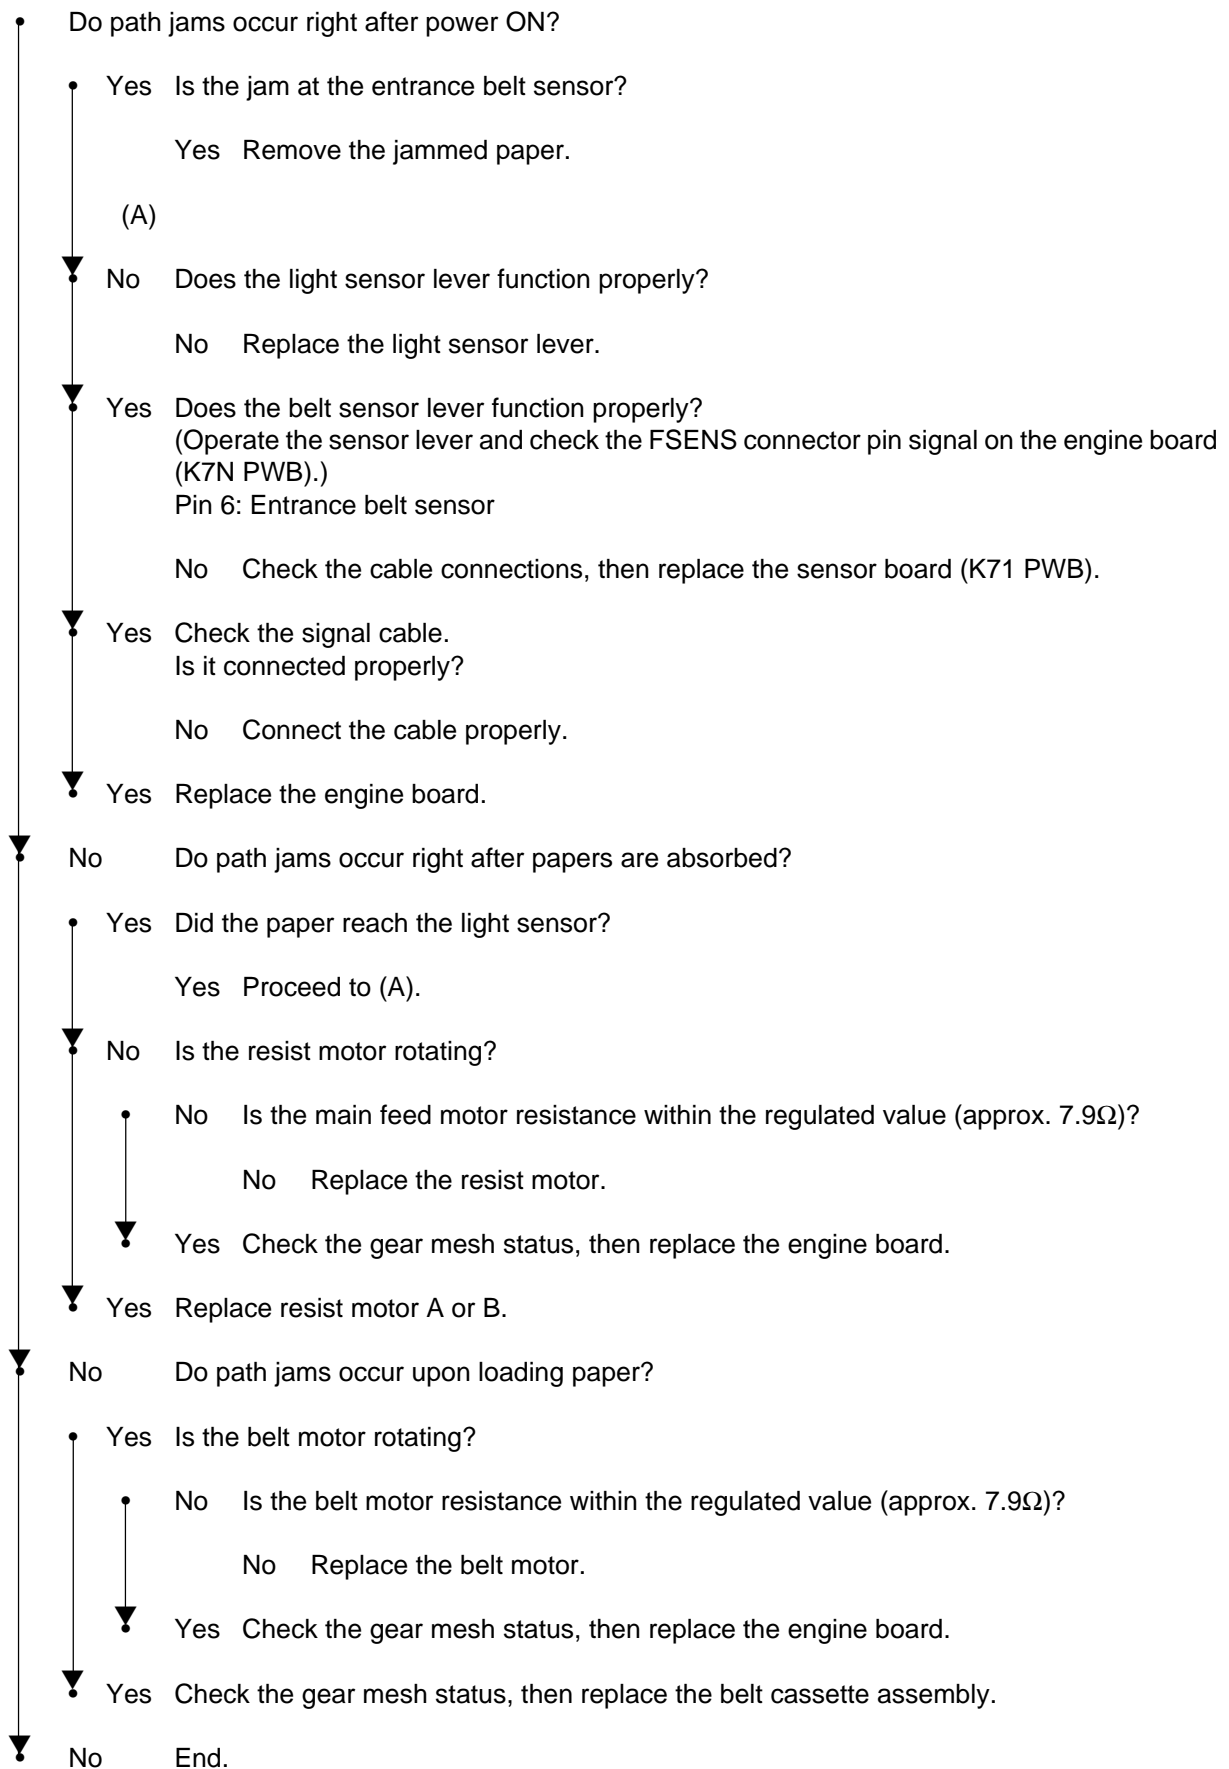 Do path jams occur right after power ON?
Yes Is the jam at the entrance belt sensor?
Yes Remove the jammed paper.
(A)
No Does the light sensor lever function properly?
No Replace the light sensor lever.
Yes Does the belt sensor lever function properly?
(Operate the sensor lever and check the FSENS connector pin signal on the engine board
(K7N PWB).)
Pin 6: Entrance belt sensor
No Check the cable connections, then replace the sensor board (K71 PWB).
Yes Check the signal cable.
Is it connected properly?
No Connect the cable properly.
Yes Replace the engine board.
No Do path jams occur right after papers are absorbed?
Yes Did the paper reach the light sensor?
Yes Proceed to (A).
No Is the resist motor rotating?
No Is the main feed motor resistance within the regulated value (approx. 7.9Ω)?
No Replace the resist motor.
Yes Check the gear mesh status, then replace the engine board.
Yes Replace resist motor A or B.
No Do path jams occur upon loading paper?
Yes Is the belt motor rotating?
No Is the belt motor resistance within the regulated value (approx. 7.9Ω)?
No Replace the belt motor.
Yes Check the gear mesh status, then replace the engine board.
Yes Check the gear mesh status, then replace the belt cassette assembly.
No End.